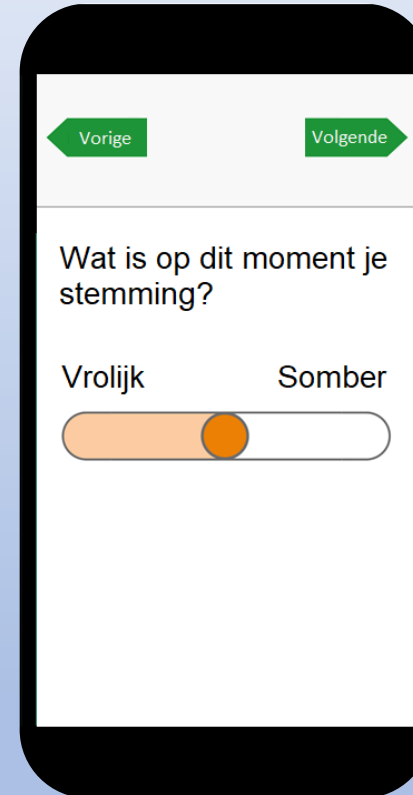 Vorige
Volgende
Wat is op dit moment je
stemming?
Vrolijk
Somber